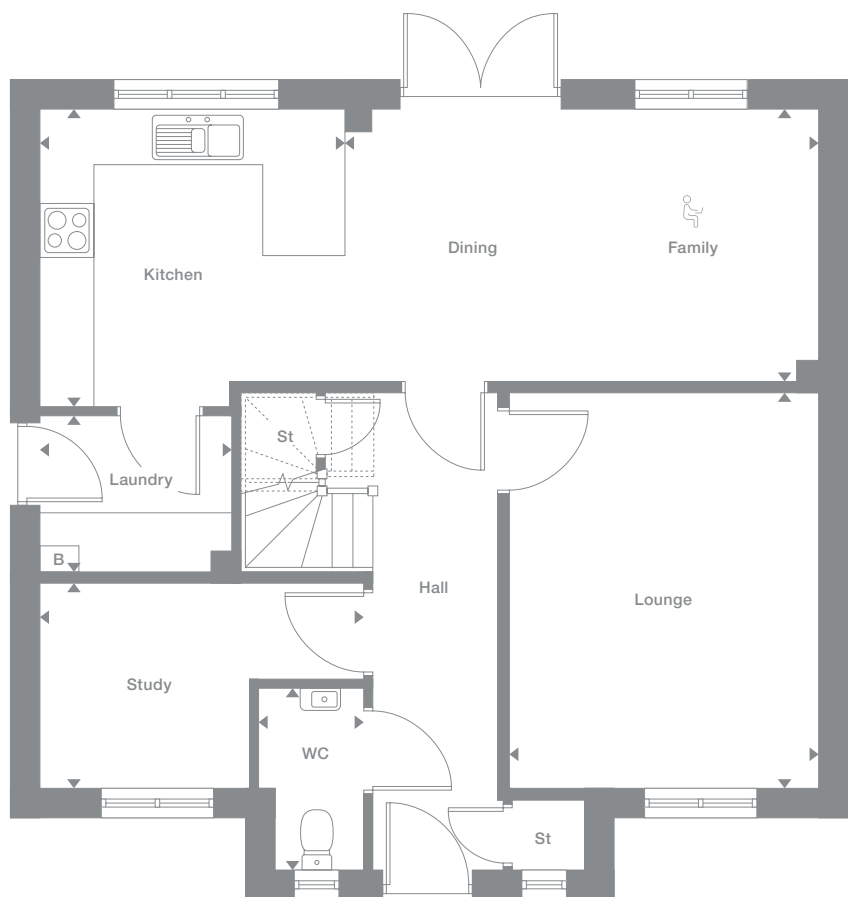 Kitchen
Dining
Family
St
Laundry
B
Hall
Lounge
Study
WC
St